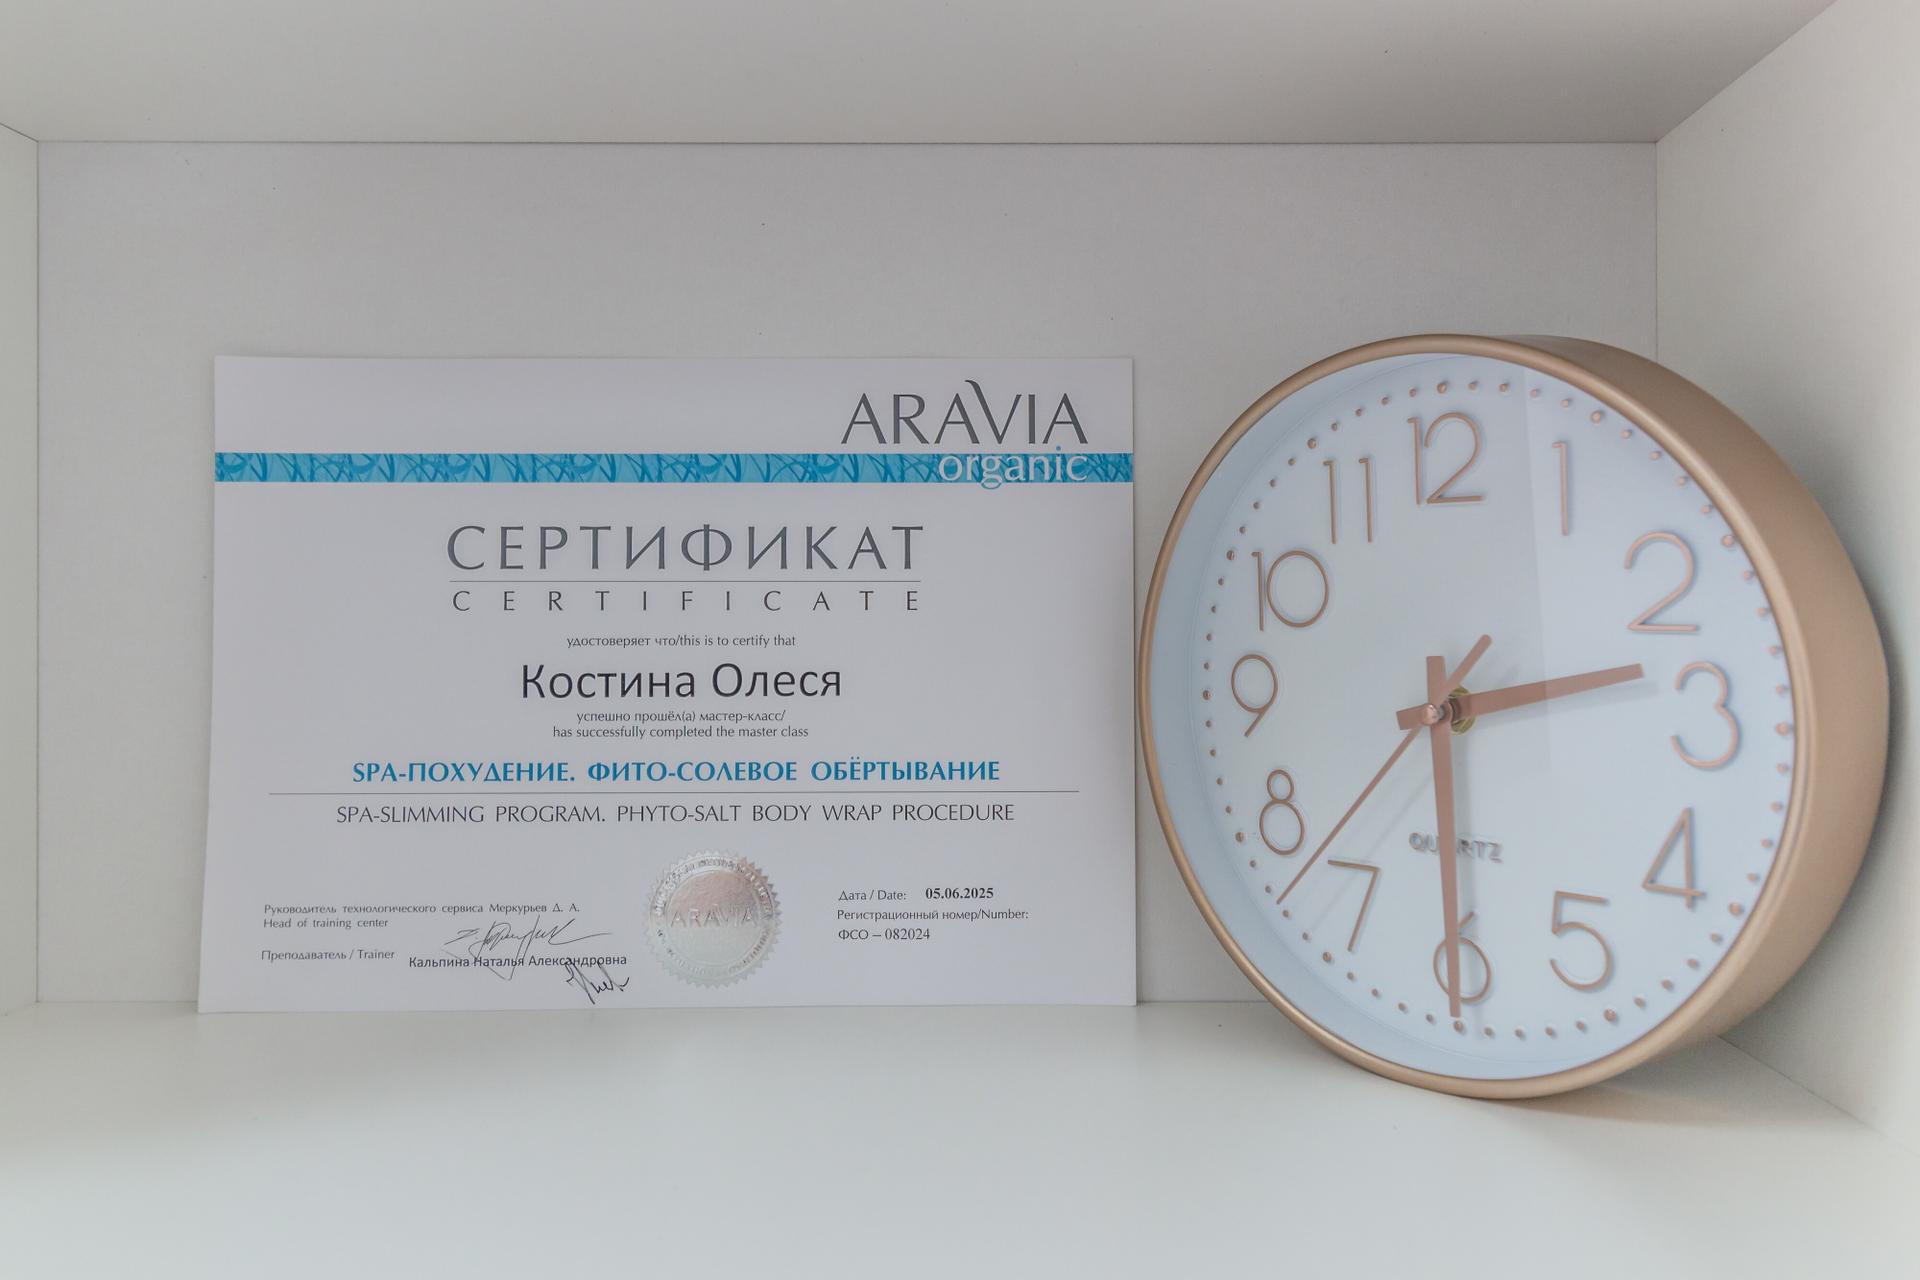 ARAVIA
organic
СЕРТИФИКАТ
CERTIFICATE
удостоверяет что/this is to certify that
Костина Олеся
успешно прошёл(а) мастер-класс/
has successfully completed the master class
SPA-ПОХУДЕНИЕ. ФИТО-СОЛЕВОЕ ОБЁРТЫВАНИЕ
SPA-SLIMMING PROGRAM. PHYTO-SALT BODY WRAP PROCEDURE
Руководитель технологического сервиса Меркурьев Д. А.
Head of training center
Преподаватель / Trainer Кальпина Наталья Александровна
ARAVIA
Дата / Date: 05.06.2025
Регистрационный номер/Number:
ФСО – 082024
12
1
2
3
4
5
6
7
8
9
10
11
QUARTZ